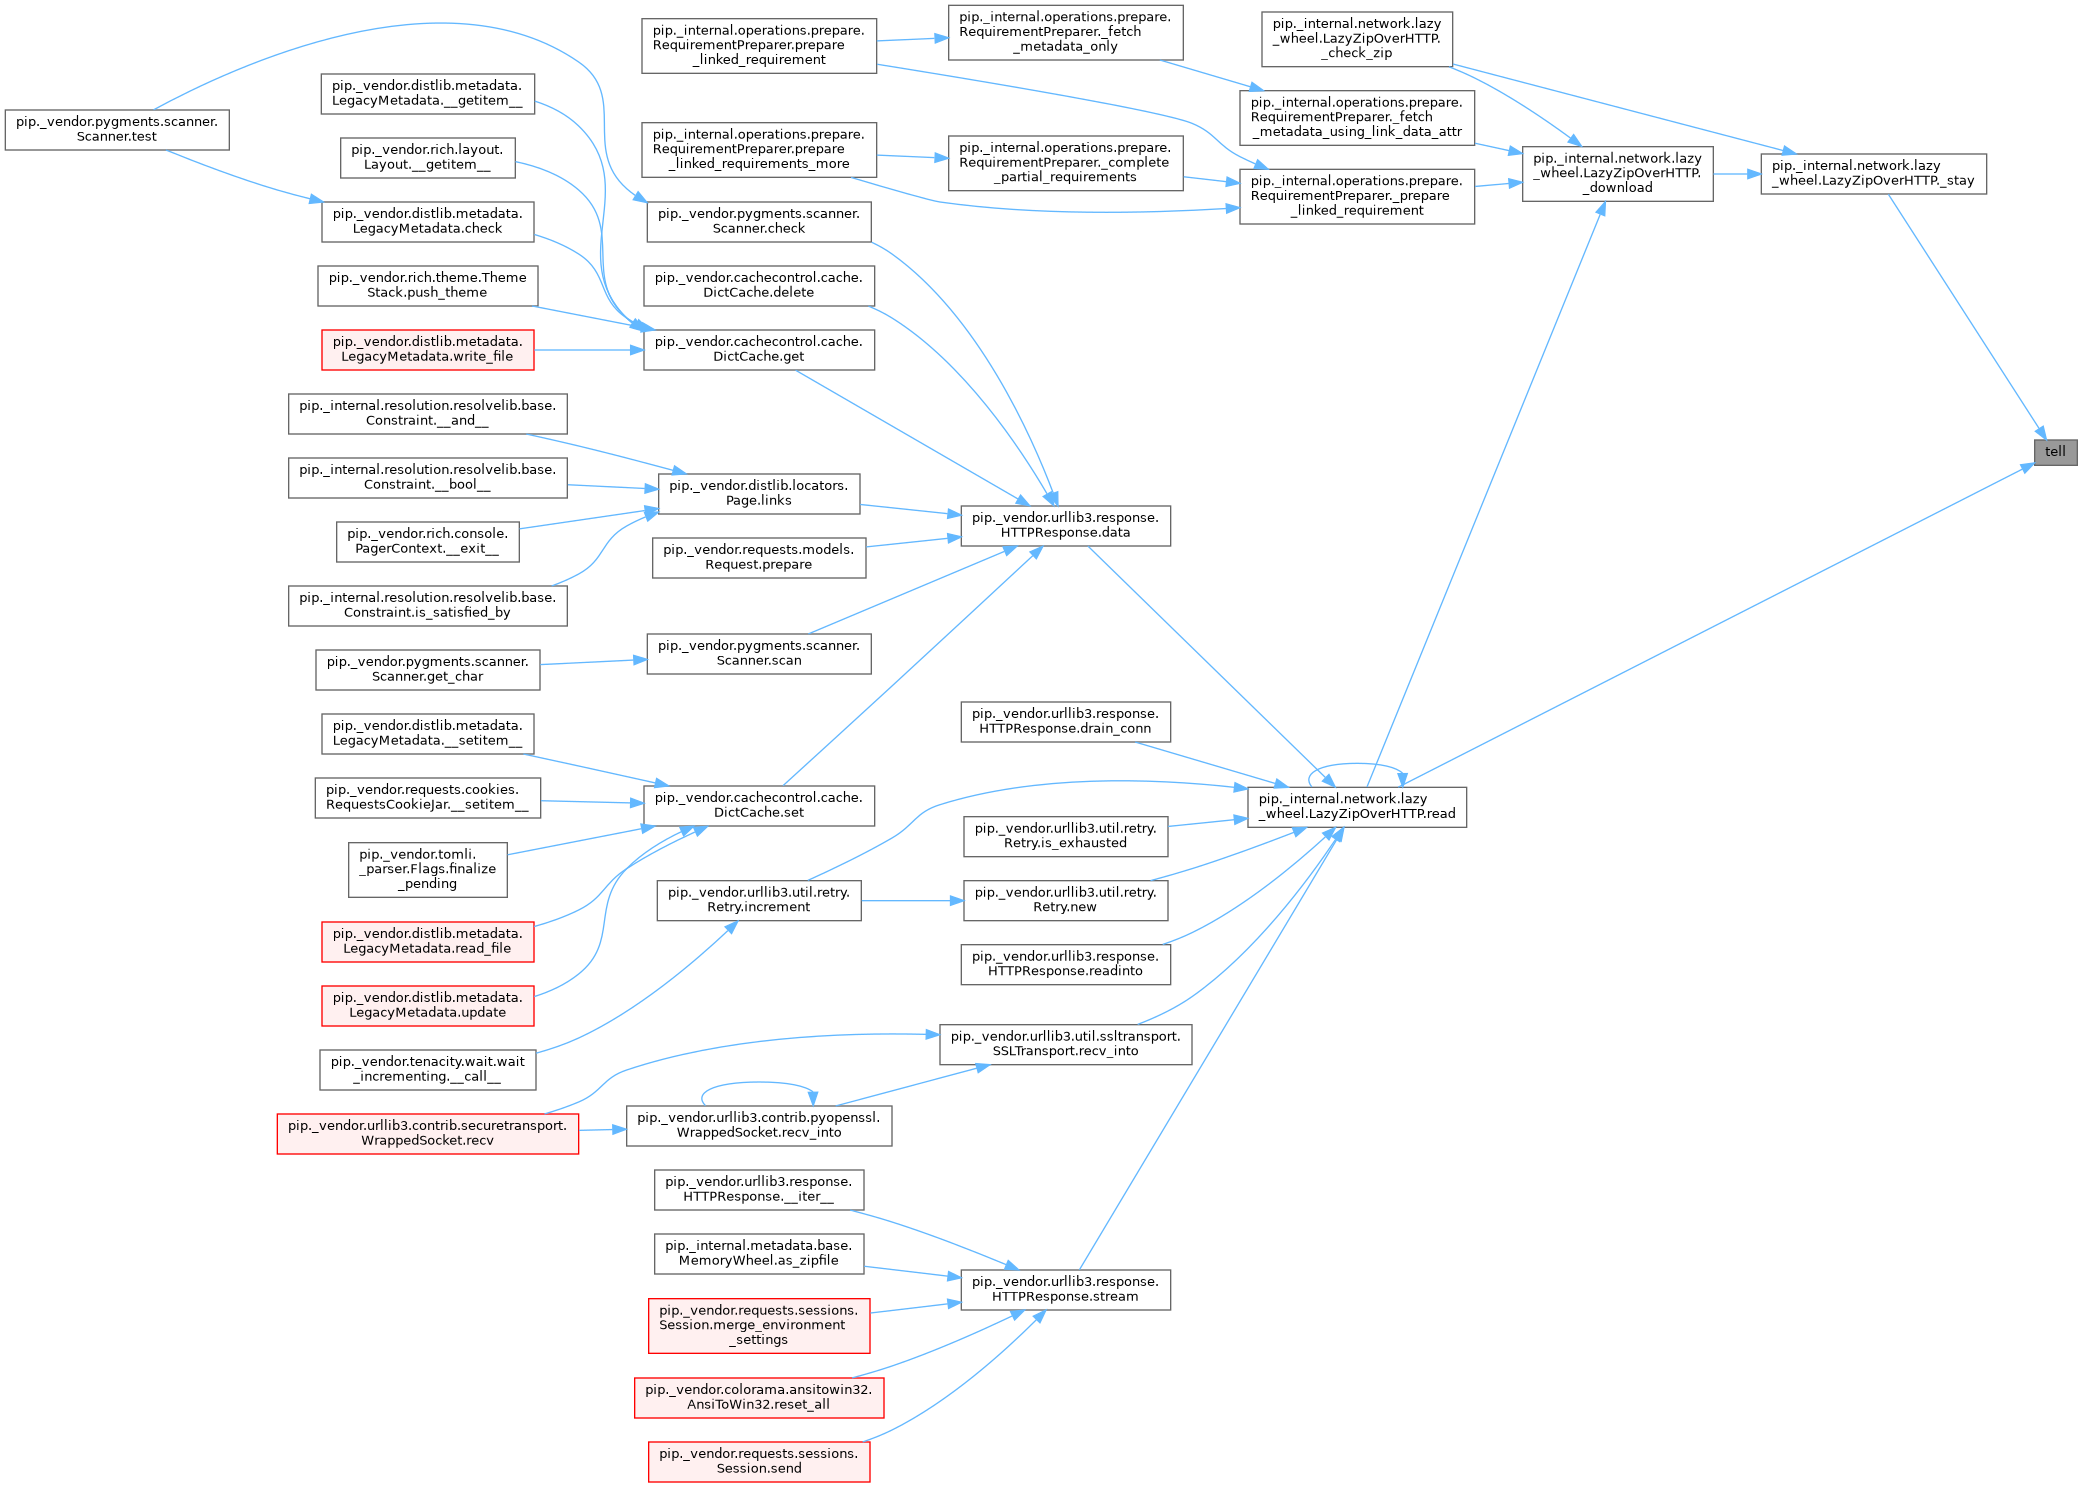 pip._internal.operations.prepare.
RequirementPreparer.prepare
_linked_requirement
pip._internal.operations.prepare.
RequirementPreparer._fetch
_metadata_only
pip._internal.network.lazy
_wheel.LazyZipOverHTTP.
_check_zip
pip._vendor.distlib.metadata.
LegacyMetadata.__getitem__
pip._internal.operations.prepare.
RequirementPreparer._fetch
_metadata_using_link_data_attr
pip._vendor.pygments.scanner.
Scanner.test
pip._vendor.rich.layout.
Layout.__getitem__
pip._internal.operations.prepare.
RequirementPreparer.prepare
_linked_requirements_more
pip._internal.operations.prepare.
RequirementPreparer._complete
_partial_requirements
pip._internal.network.lazy
_wheel.LazyZipOverHTTP.
_download
pip._internal.network.lazy
_wheel.LazyZipOverHTTP._stay
pip._internal.operations.prepare.
RequirementPreparer._prepare
_linked_requirement
pip._vendor.distlib.metadata.
LegacyMetadata.check
pip._vendor.pygments.scanner.
Scanner.check
pip._vendor.rich.theme.Theme
Stack.push_theme
pip._vendor.cachecontrol.cache.
DictCache.delete
pip._vendor.distlib.metadata.
LegacyMetadata.write_file
pip._vendor.cachecontrol.cache.
DictCache.get
pip._internal.resolution.resolvelib.base.
Constraint.__and__
tell
pip._internal.resolution.resolvelib.base.
Constraint.__bool__
pip._vendor.distlib.locators.
Page.links
pip._vendor.rich.console.
PagerContext.__exit__
pip._vendor.urllib3.response.
HTTPResponse.data
pip._vendor.requests.models.
Request.prepare
pip._internal.resolution.resolvelib.base.
Constraint.is_satisfied_by
pip._vendor.pygments.scanner.
Scanner.get_char
pip._vendor.pygments.scanner.
Scanner.scan
pip._vendor.distlib.metadata.
LegacyMetadata.__setitem__
pip._vendor.urllib3.response.
HTTPResponse.drain_conn
pip._vendor.requests.cookies.
RequestsCookieJar.__setitem__
pip._vendor.cachecontrol.cache.
DictCache.set
pip._internal.network.lazy
_wheel.LazyZipOverHTTP.read
pip._vendor.tomli.
_parser.Flags.finalize
_pending
pip._vendor.urllib3.util.retry.
Retry.is_exhausted
pip._vendor.distlib.metadata.
LegacyMetadata.read_file
pip._vendor.urllib3.util.retry.
Retry.increment
pip._vendor.urllib3.util.retry.
Retry.new
pip._vendor.distlib.metadata.
LegacyMetadata.update
pip._vendor.urllib3.response.
HTTPResponse.readinto
pip._vendor.tenacity.wait.wait
_incrementing.__call__
pip._vendor.urllib3.util.ssltransport.
SSLTransport.recv_into
pip._vendor.urllib3.contrib.securetransport.
WrappedSocket.recv
pip._vendor.urllib3.contrib.pyopenssl.
WrappedSocket.recv_into
pip._vendor.urllib3.response.
HTTPResponse.__iter__
pip._internal.metadata.base.
MemoryWheel.as_zipfile
pip._vendor.urllib3.response.
HTTPResponse.stream
pip._vendor.requests.sessions.
Session.merge_environment
_settings
pip._vendor.colorama.ansitowin32.
AnsiToWin32.reset_all
pip._vendor.requests.sessions.
Session.send